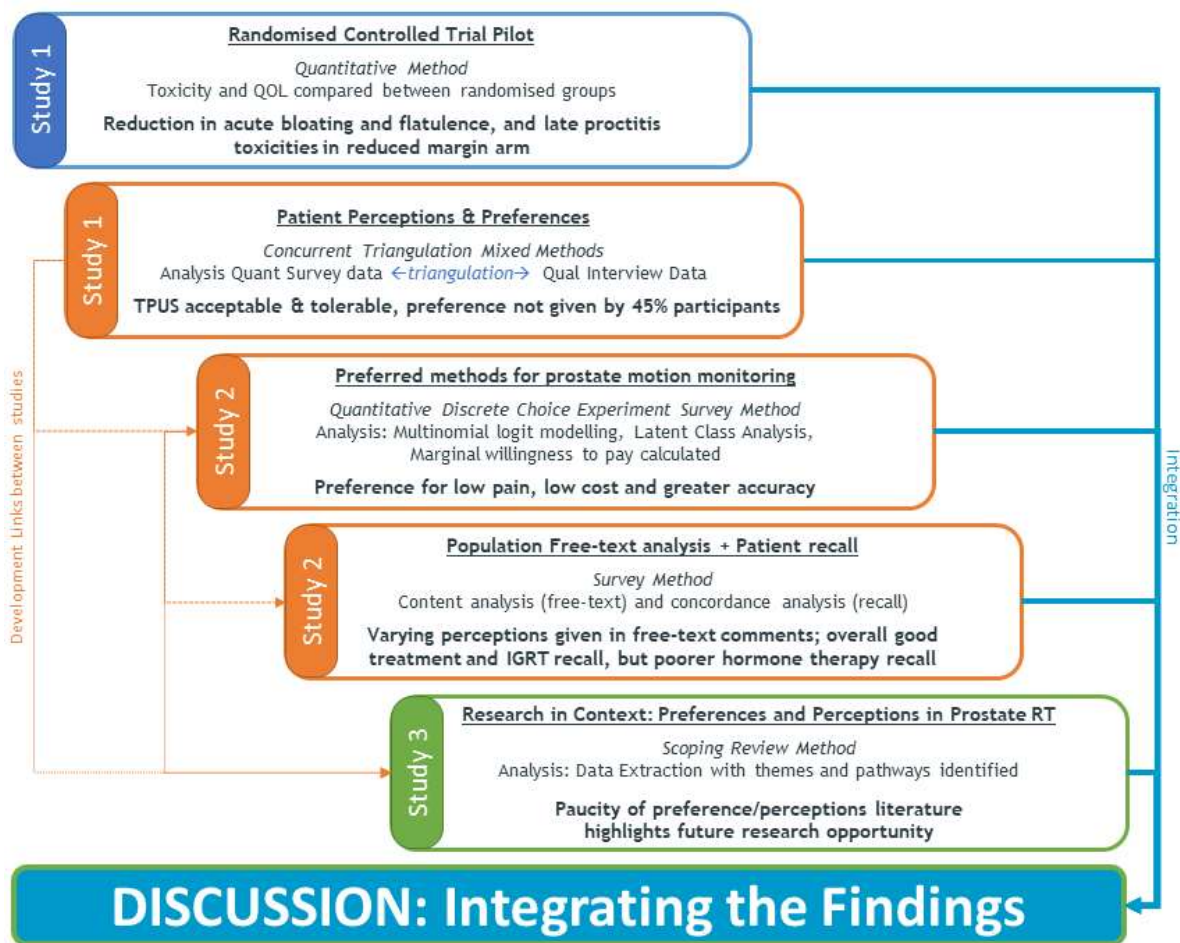 Study 1
Randomised Controlled Trial Pilot
Quantitative Method
Toxicity and QOL compared between randomised groups
Reduction in acute bloating and flatulence, and late proctitis
toxicities in reduced margin arm
Study 1
Patient Perceptions & Preferences
Concurrent Triangulation Mixed Methods
Analysis Quant Survey data ←triangulation→ Qual Interview Data
TPUS acceptable & tolerable, preference not given by 45% participants
Study 2
Preferred methods for prostate motion monitoring
Quantitative Discrete Choice Experiment Survey Method
Analysis: Multinomial logit modelling, Latent Class Analysis,
Marginal willingness to pay calculated
Preference for low pain, low cost and greater accuracy
Study 2
Population Free-text analysis + Patient recall
Survey Method
Content analysis (free-text) and concordance analysis (recall)
Varying perceptions given in free-text comments; overall good
treatment and IGRT recall, but poorer hormone therapy recall
Study 3
Research in Context: Preferences and Perceptions in Prostate RT
Scoping Review Method
Analysis: Data Extraction with themes and pathways identified
Paucity of preference/perceptions literature
highlights future research opportunity
Development Links between studies
Integration
DISCUSSION: Integrating the Findings